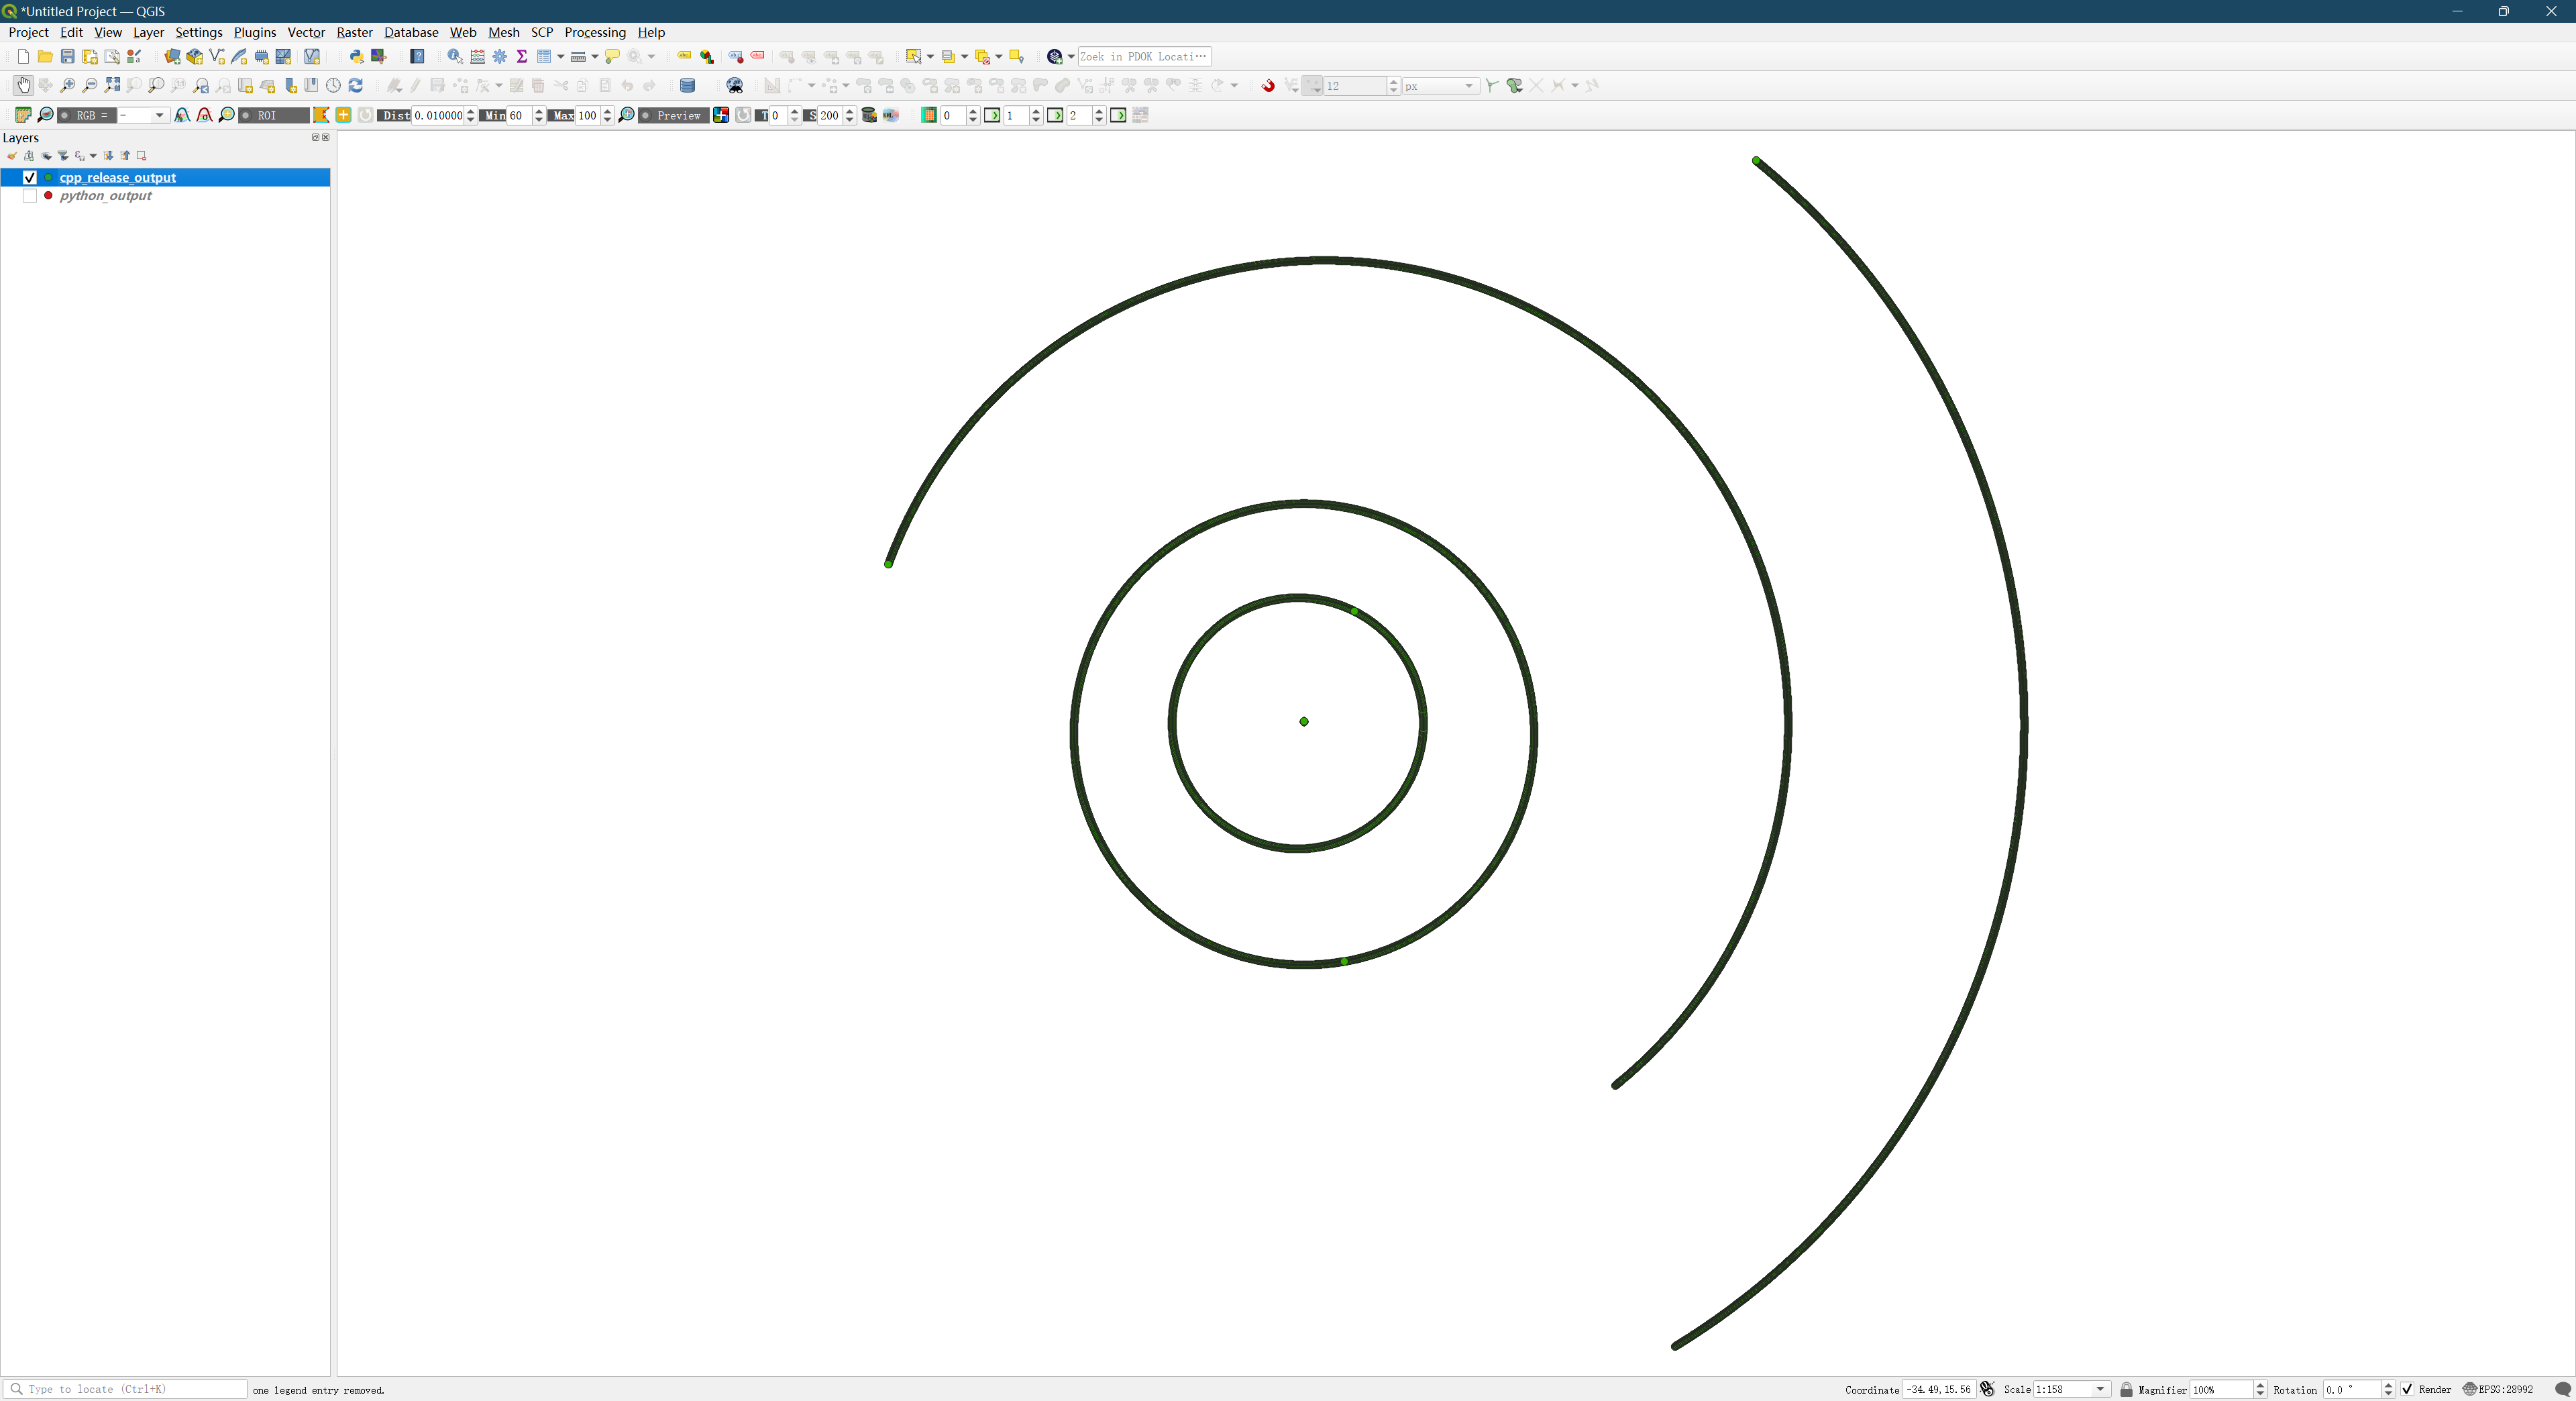 *Untitled Project — QGIS
Project Edit View Layer Settings Plugins Vector Raster Database Web Mesh SCP Processing Help
Zoek in PDOK Locati···
12 px
RGB = - ROI Dist 0.010000 Min 60 Max 100 Preview T 0 S 200 0 1 2
Layers
cpp_release_output
python_output
Type to locate (Ctrl+K) one legend entry removed. Coordinate -34.49,15.56 Scale 1:158 Magnifier 100% Rotation 0.0 ° Render EPSG:28992